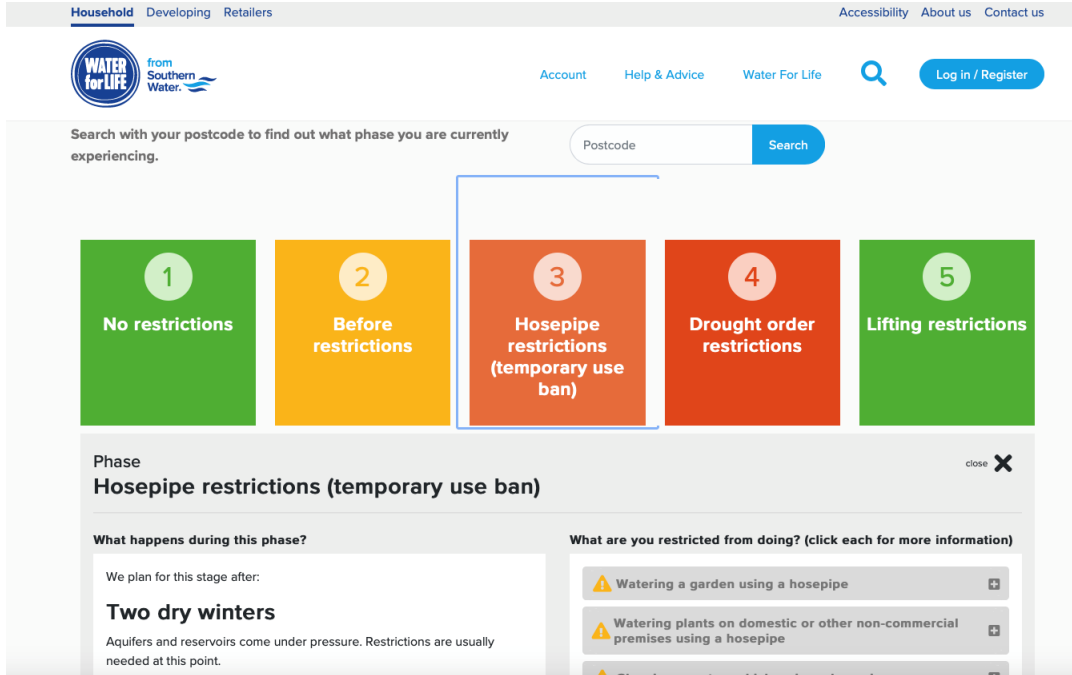 Household Developing Retailers
Accessibility About us Contact us
WATER for LIFE
from
Southern
Water.
Account Help & Advice Water For Life
Log in / Register
Search with your postcode to find out what phase you are currently
experiencing.
Postcode
Search
1
No restrictions
2
Before
restrictions
3
Hosepipe
restrictions
(temporary use
ban)
4
Drought order
restrictions
5
Lifting restrictions
Phase
close
Hosepipe restrictions (temporary use ban)
What happens during this phase?
We plan for this stage after:
Two dry winters
Aquifers and reservoirs come under pressure. Restrictions are usually
needed at this point.
What are you restricted from doing? (click each for more information)
Watering a garden using a hosepipe
Watering plants on domestic or other non-commercial
premises using a hosepipe